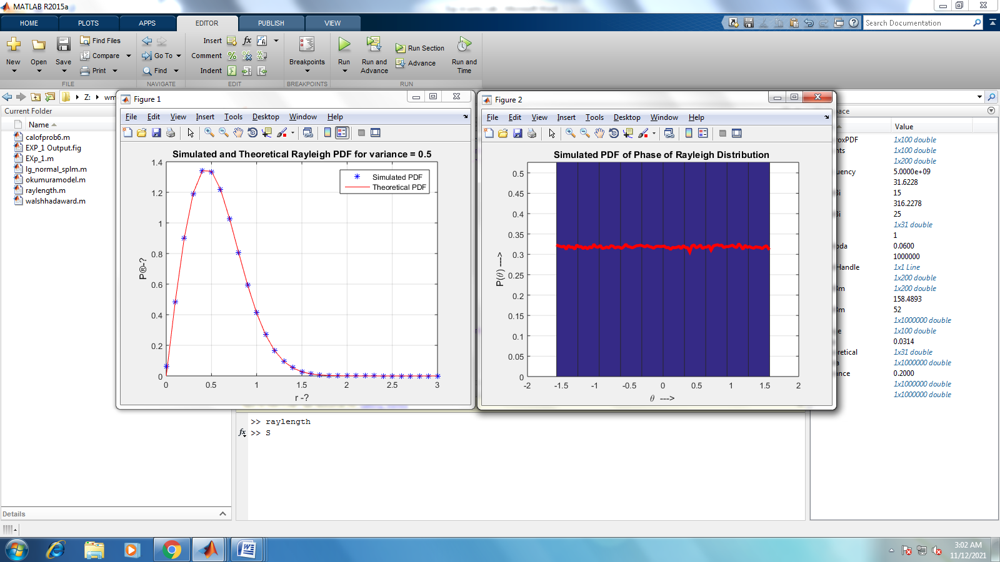 MATLAB R2015a
HOME PLOTS APPS EDITOR PUBLISH VIEW
Search Documentation
New Open Save
Find Files
Compare
Print
FILE
Go To
Find
NAVIGATE
Insert
Comment
Indent
EDIT
Breakpoints
BREAKPOINTS
Run
Run and Advance
Run Section
Advance
Run and Time
RUN
Z: wm
Current Folder
Name
calofprob6.m
EXP_1 Output.fig
EXp_1.m
lg_normal_splm.m
okumuramodel.m
raylength.m
walshhadaward.m
Details
Figure 1
File Edit View Insert Tools Desktop Window Help
Simulated and Theoretical Rayleigh PDF for variance = 0.5
Simulated PDF
Theoretical PDF
1.4
1.2
1
0.8
0.6
0.4
0.2
0
P®-?
0 0.5 1 1.5 2 2.5 3
r -?
Figure 2
File Edit View Insert Tools Desktop Window Help
Simulated PDF of Phase of Rayleigh Distribution
0.5
0.45
0.4
0.35
0.3
0.25
0.2
0.15
0.1
0.05
0
P(θ) --->
-2 -1.5 -1 -0.5 0 0.5 1 1.5 2
θ --->
>> raylength
fx >> S
pace
Value
roxPDF 1x100 double
nts 1x100 double
1x200 double
uency 5.0000e+09
31.6228
Bi 15
316.2278
Bi 25
1x31 double
1
bda 0.0600
1000000
Handle 1x1 Line
1x200 double
3m 1x200 double
158.4893
3m 52
1x1000000 double
e 1x100 double
0.0314
retical 1x31 double
a 1x1000000 double
ance 0.2000
1x1000000 double
1x1000000 double
3:02 AM
11/12/2021